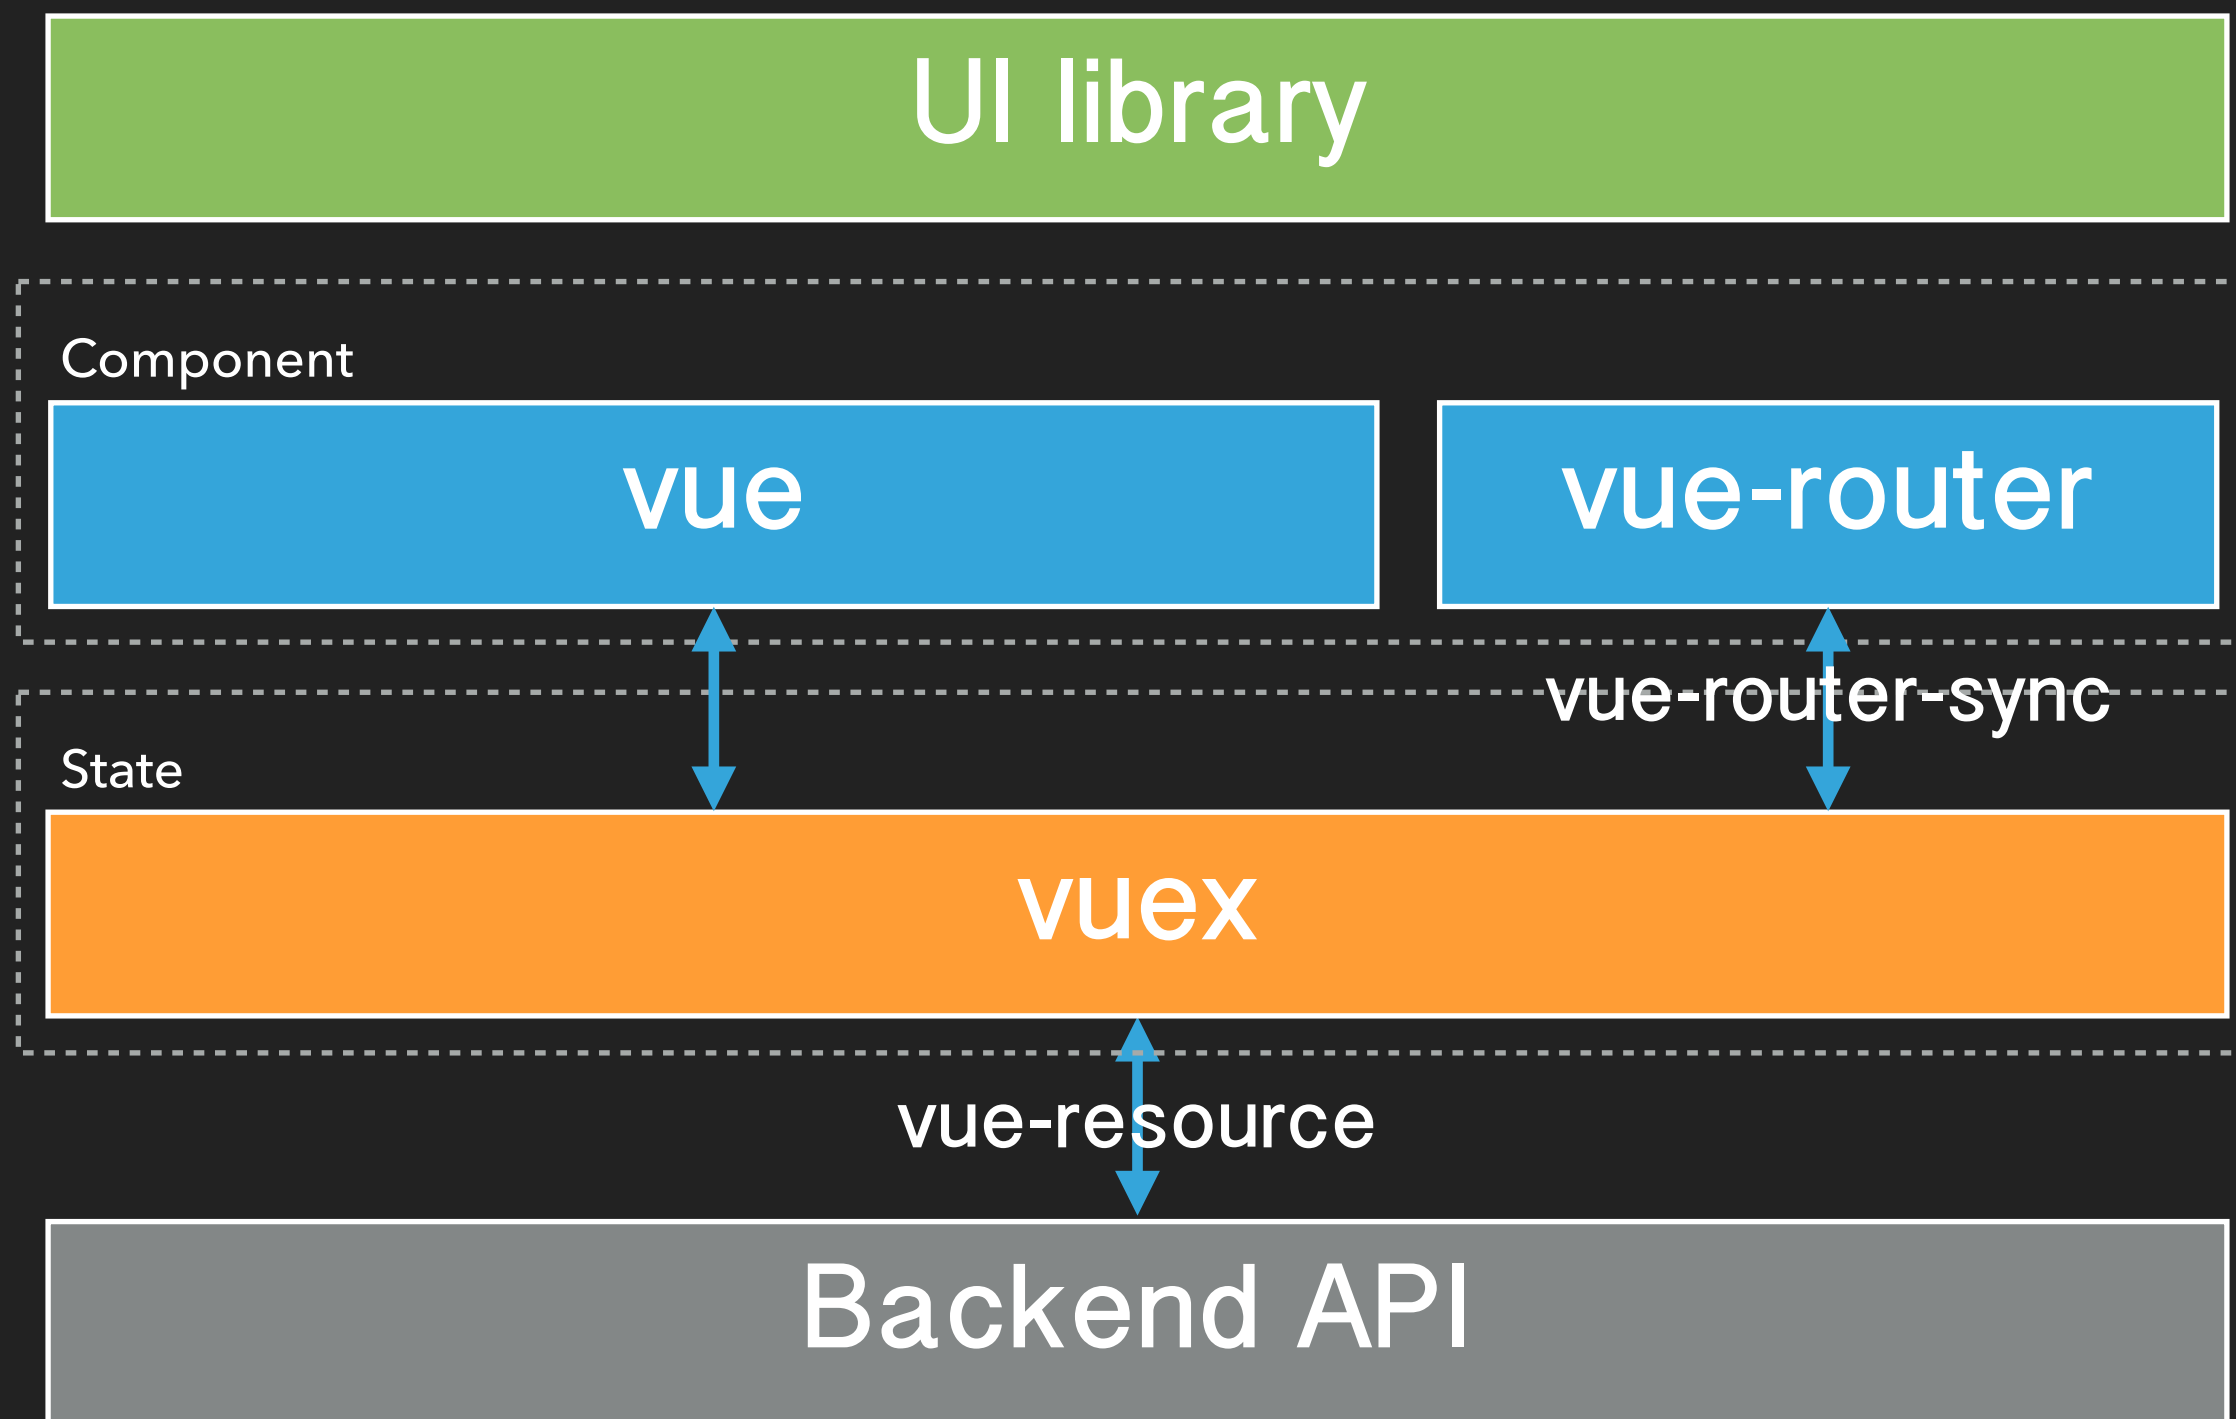 UI library
Component
vue
vue-router
vue-router-sync
State
vuex
vue-resource
Backend API